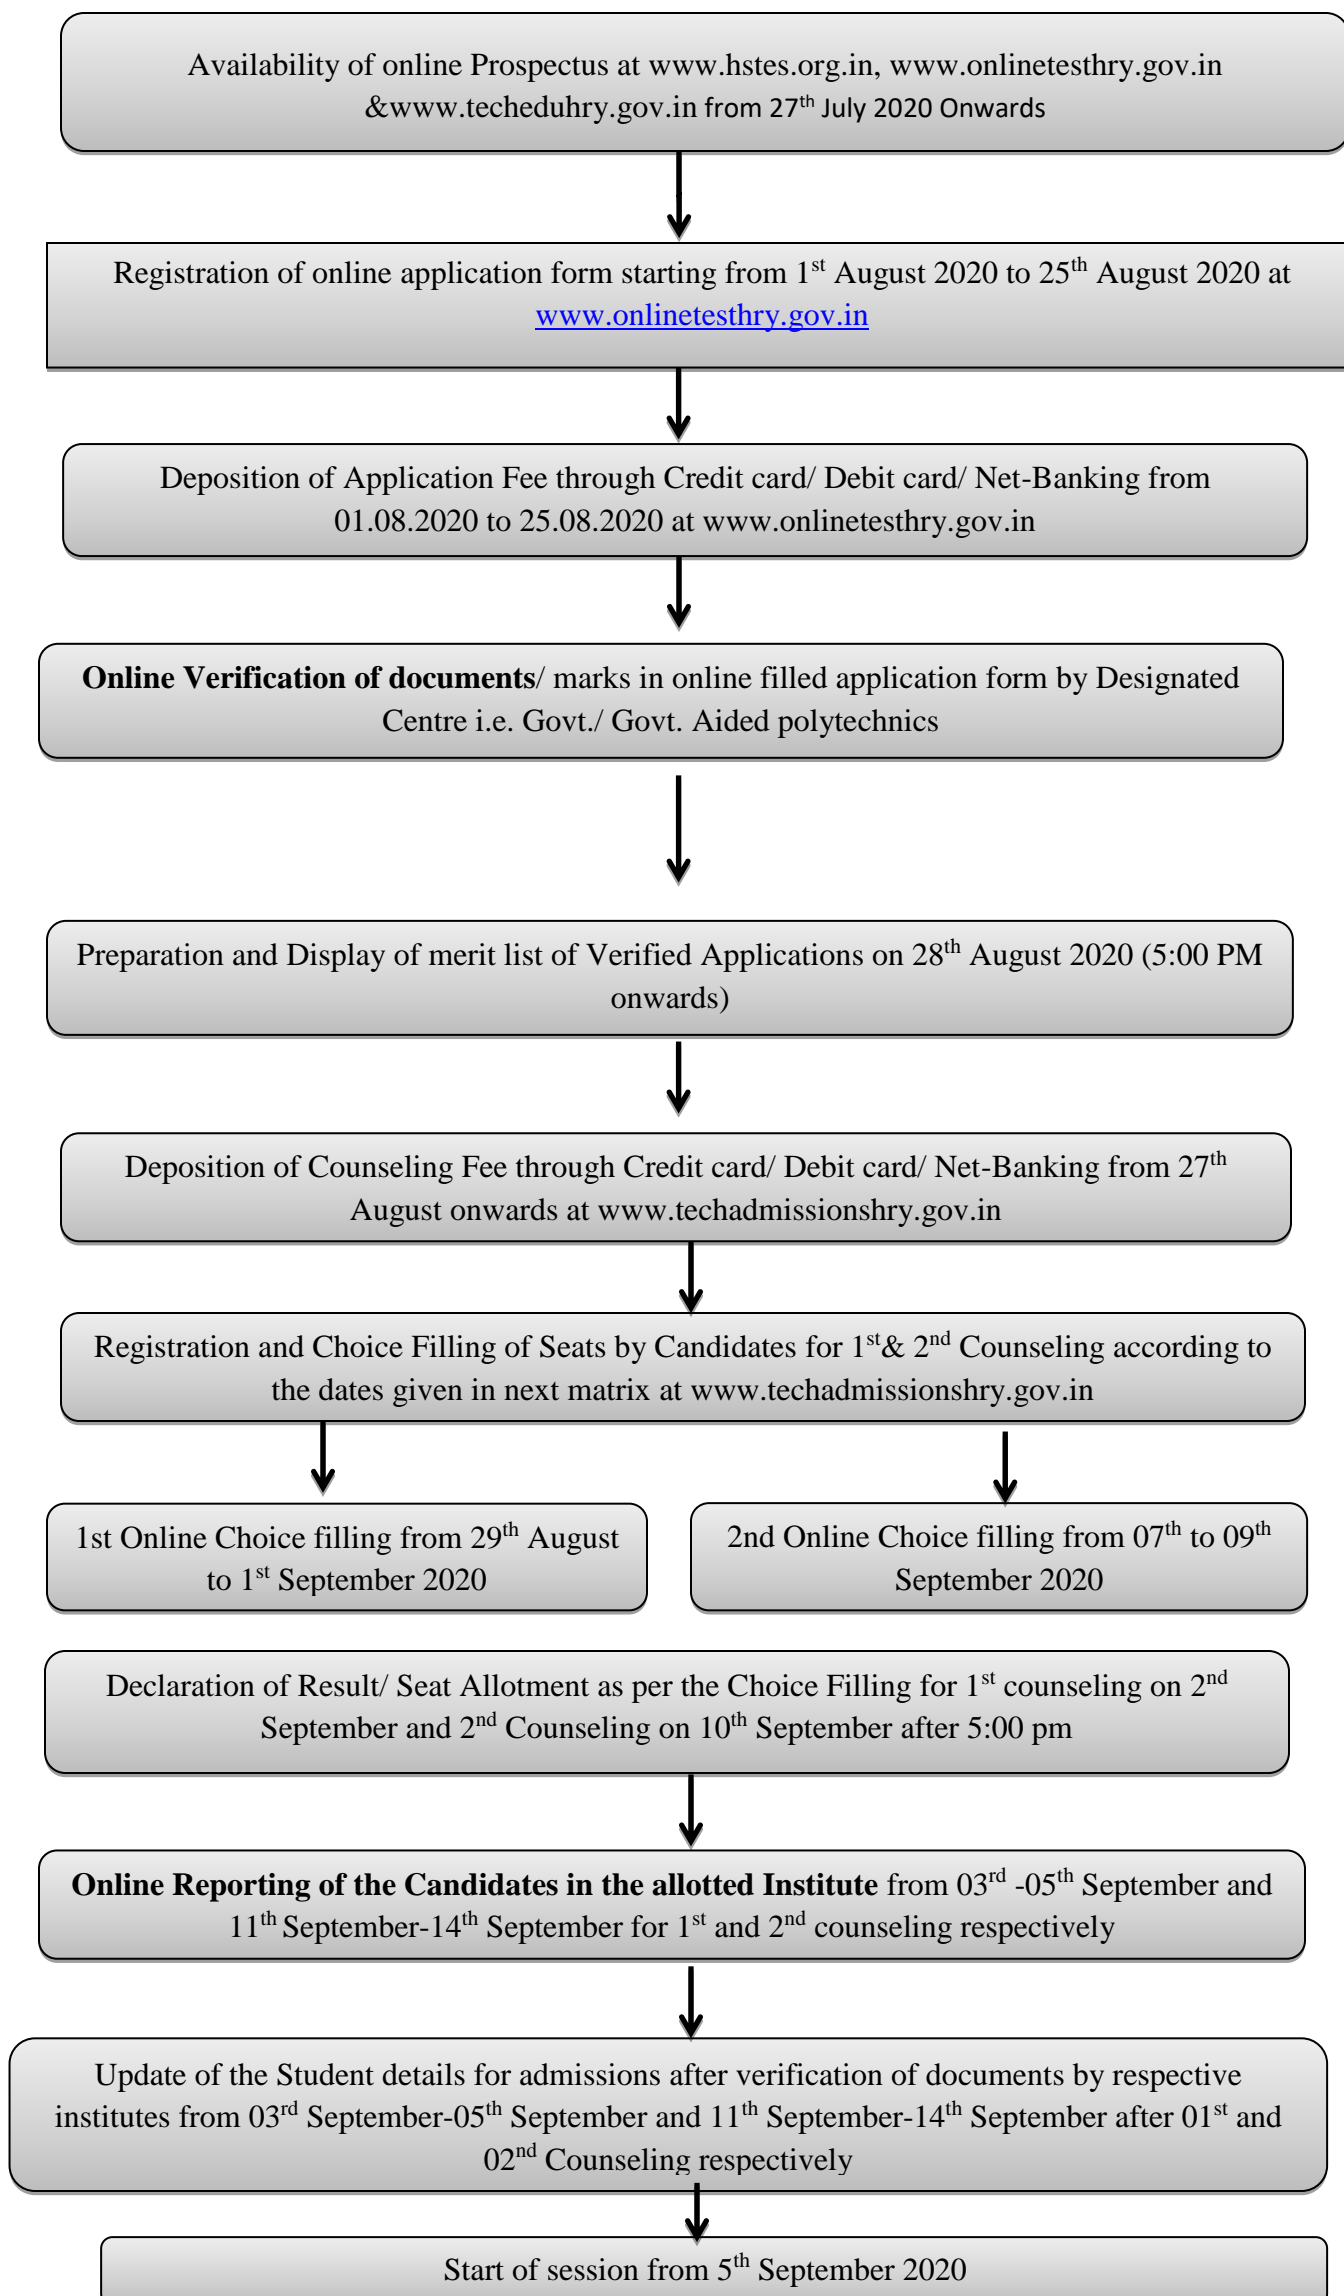 Availability of online Prospectus at www.hstes.org.in, www.onlinetesthry.gov.in
&www.techeduhry.gov.in from 27th July 2020 Onwards
Registration of online application form starting from 1st August 2020 to 25th August 2020 at
www.onlinetesthry.gov.in
Deposition of Application Fee through Credit card/ Debit card/ Net-Banking from
01.08.2020 to 25.08.2020 at www.onlinetesthry.gov.in
Online Verification of documents/ marks in online filled application form by Designated
Centre i.e. Govt./ Govt. Aided polytechnics
Preparation and Display of merit list of Verified Applications on 28th August 2020 (5:00 PM
onwards)
Deposition of Counseling Fee through Credit card/ Debit card/ Net-Banking from 27th
August onwards at www.techadmissionshry.gov.in
Registration and Choice Filling of Seats by Candidates for 1st& 2nd Counseling according to
the dates given in next matrix at www.techadmissionshry.gov.in
1st Online Choice filling from 29th August
to 1st September 2020
2nd Online Choice filling from 07th to 09th
September 2020
Declaration of Result/ Seat Allotment as per the Choice Filling for 1st counseling on 2nd
September and 2nd Counseling on 10th September after 5:00 pm
Online Reporting of the Candidates in the allotted Institute from 03rd -05th September and
11th September-14th September for 1st and 2nd counseling respectively
Update of the Student details for admissions after verification of documents by respective
institutes from 03rd September-05th September and 11th September-14th September after 01st and
02nd Counseling respectively
Start of session from 5th September 2020